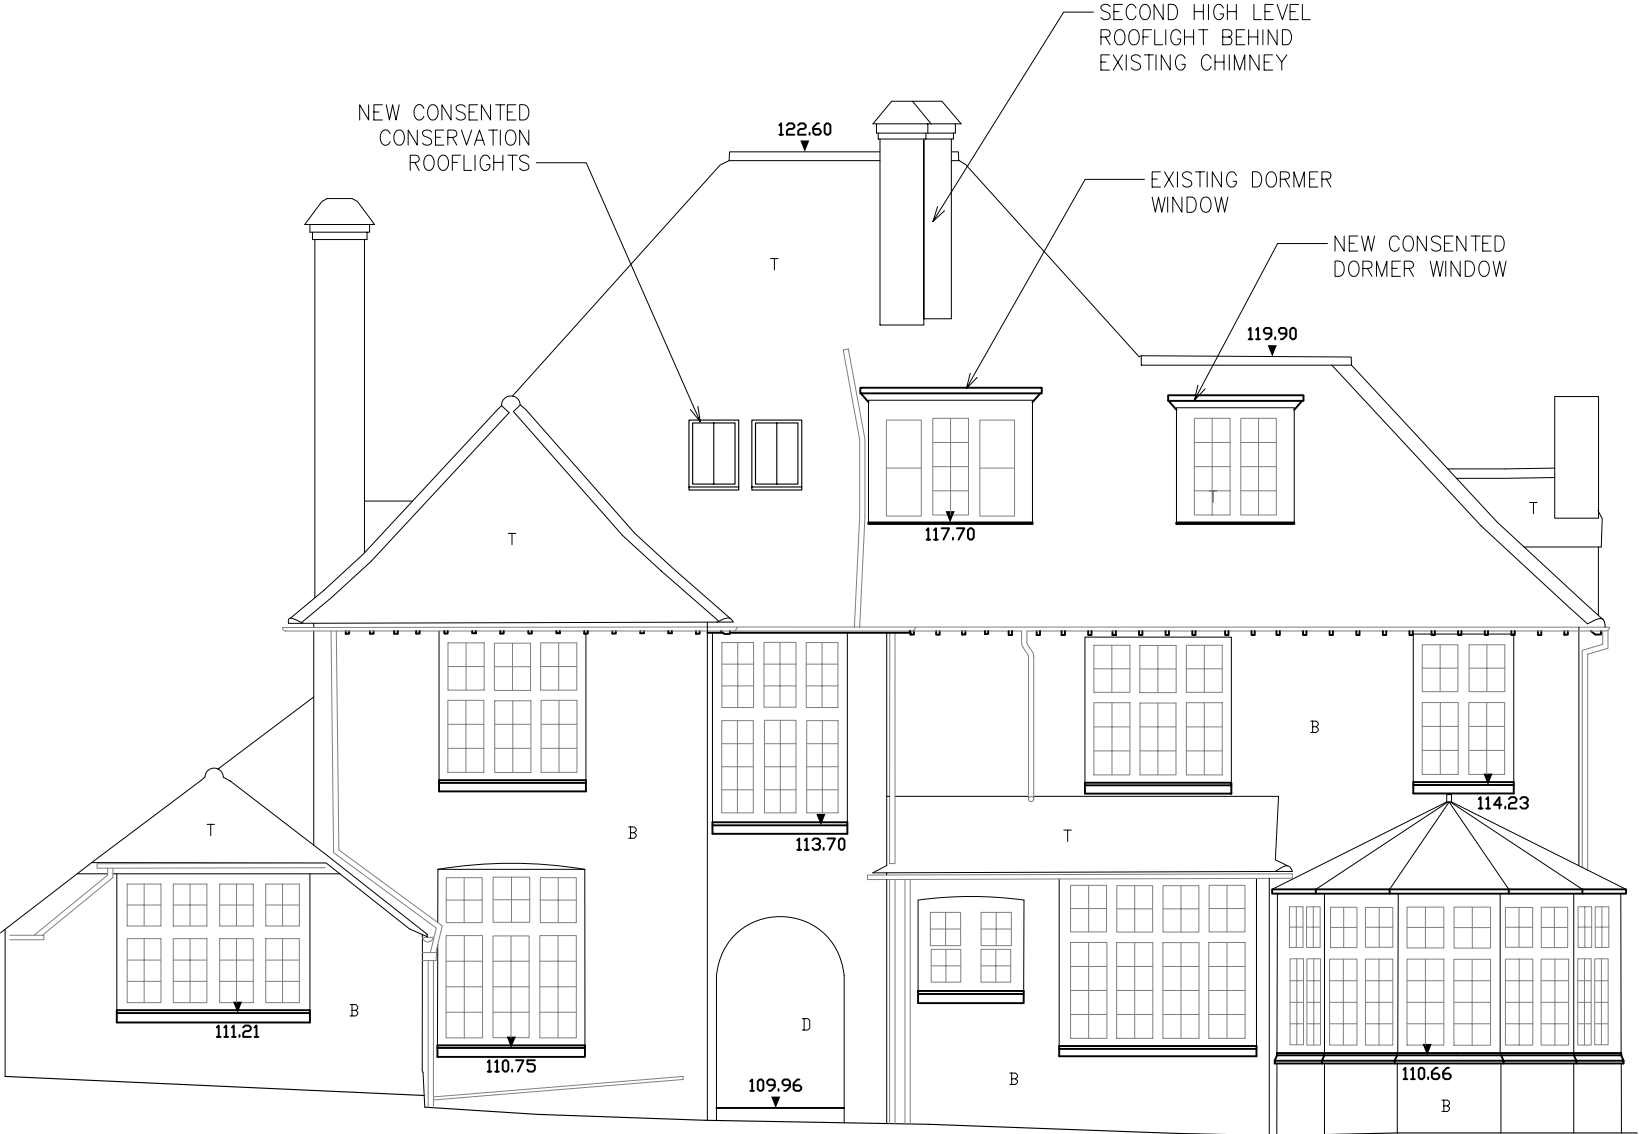 SECOND HIGH LEVEL
ROOFLIGHT BEHIND
EXISTING CHIMNEY
NEW CONSENTED
CONSERVATION
ROOFLIGHTS
122.60
EXISTING DORMER
WINDOW
NEW CONSENTED
DORMER WINDOW
T
119.90
T
T
T
117.70
B
114.23
T
B
T
113.70
B
111.21
D
110.75
B
109.96
110.66
B